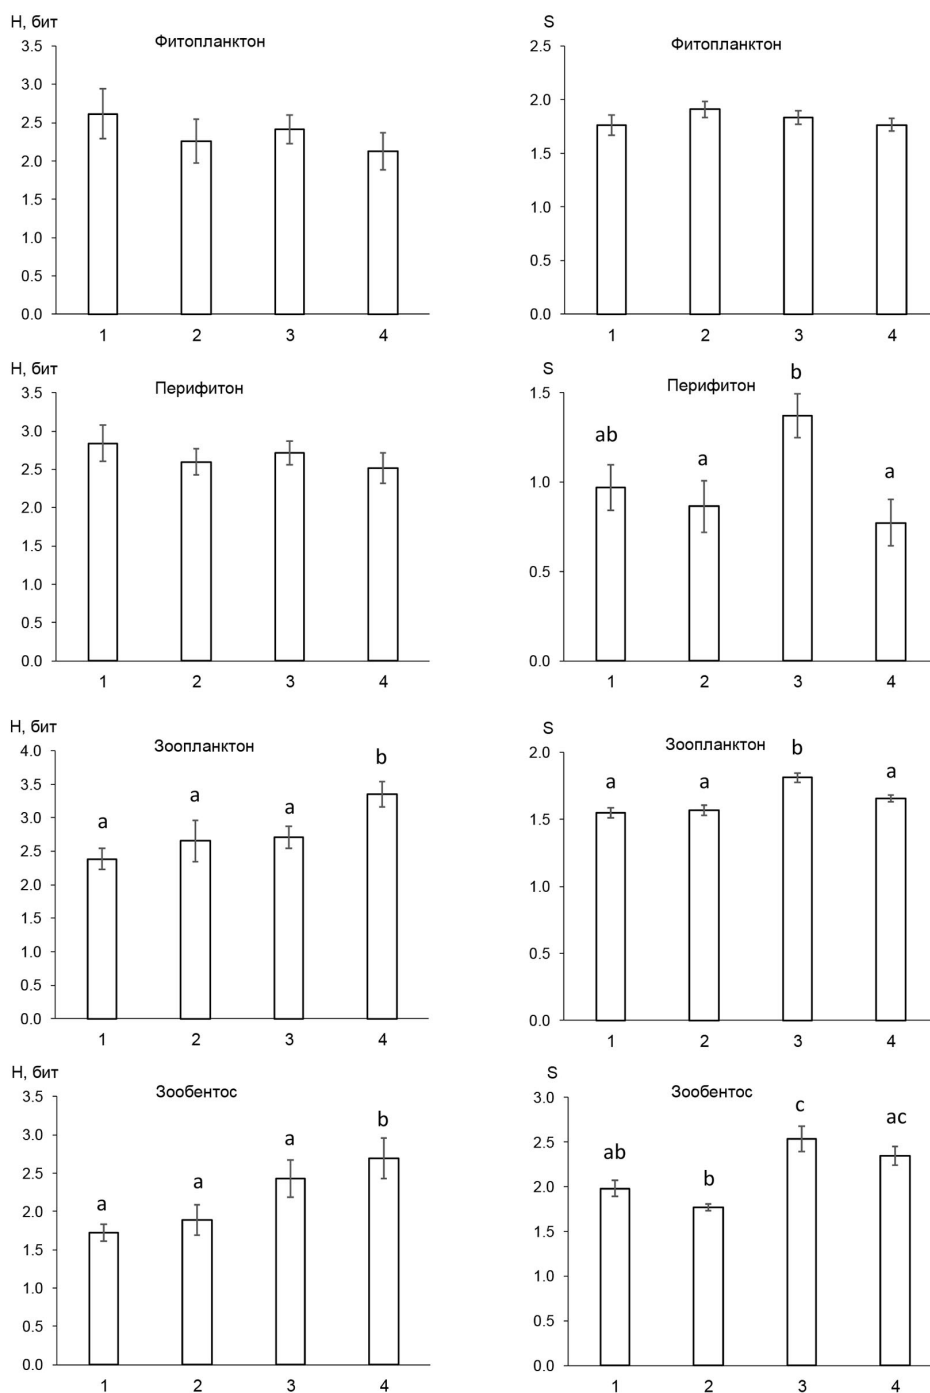 H, бит
Фитопланктон
3.5
3.0
2.5
2.0
1.5
1.0
0.5
0.0
1 2 3 4
S
Фитопланктон
2.5
2.0
1.5
1.0
0.5
0.0
1 2 3 4
H, бит
Перифитон
3.5
3.0
2.5
2.0
1.5
1.0
0.5
0.0
1 2 3 4
S
Перифитон
b
1.5
ab
a
a
1.0
0.5
0.0
1 2 3 4
H, бит
Зоопланктон
4.0
b
3.5
a
a
a
3.0
2.5
2.0
1.5
1.0
0.5
0.0
1 2 3 4
S
Зоопланктон
b
2.0
a a a
1.5
1.0
0.5
0.0
1 2 3 4
H, бит
Зообентос
3.5
b
3.0
a
2.5
a
a
2.0
1.5
1.0
0.5
0.0
1 2 3 4
S
Зообентос
3.0
c
ac
2.5
ab
b
2.0
1.5
1.0
0.5
0.0
1 2 3 4